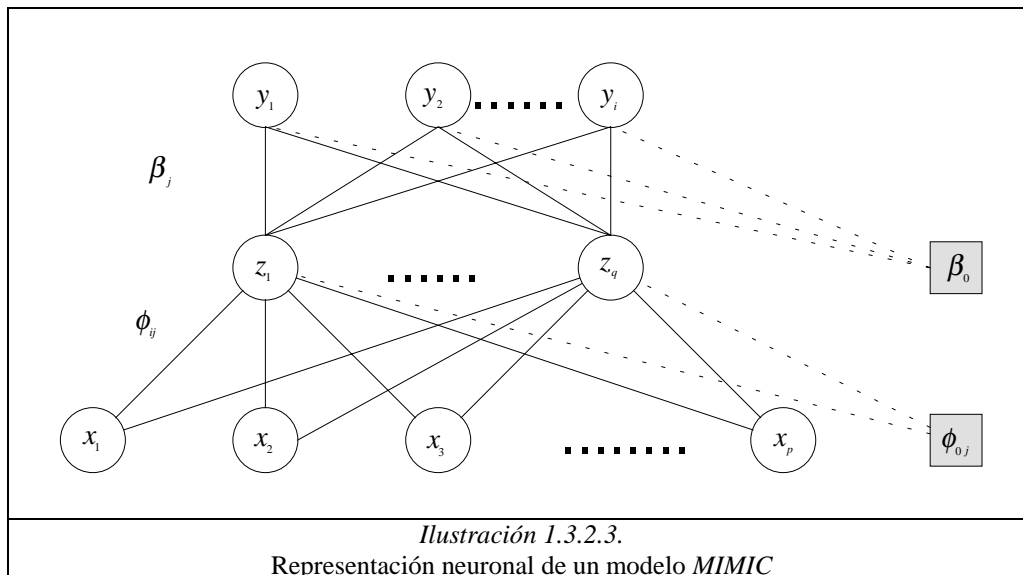 y₁ y₂ yᵢ
βⱼ
z₁ z_q β₀
ϕᵢⱼ
x₁ x₂ x₃ xₚ ϕ₀ⱼ
Ilustración 1.3.2.3.
Representación neuronal de un modelo MIMIC